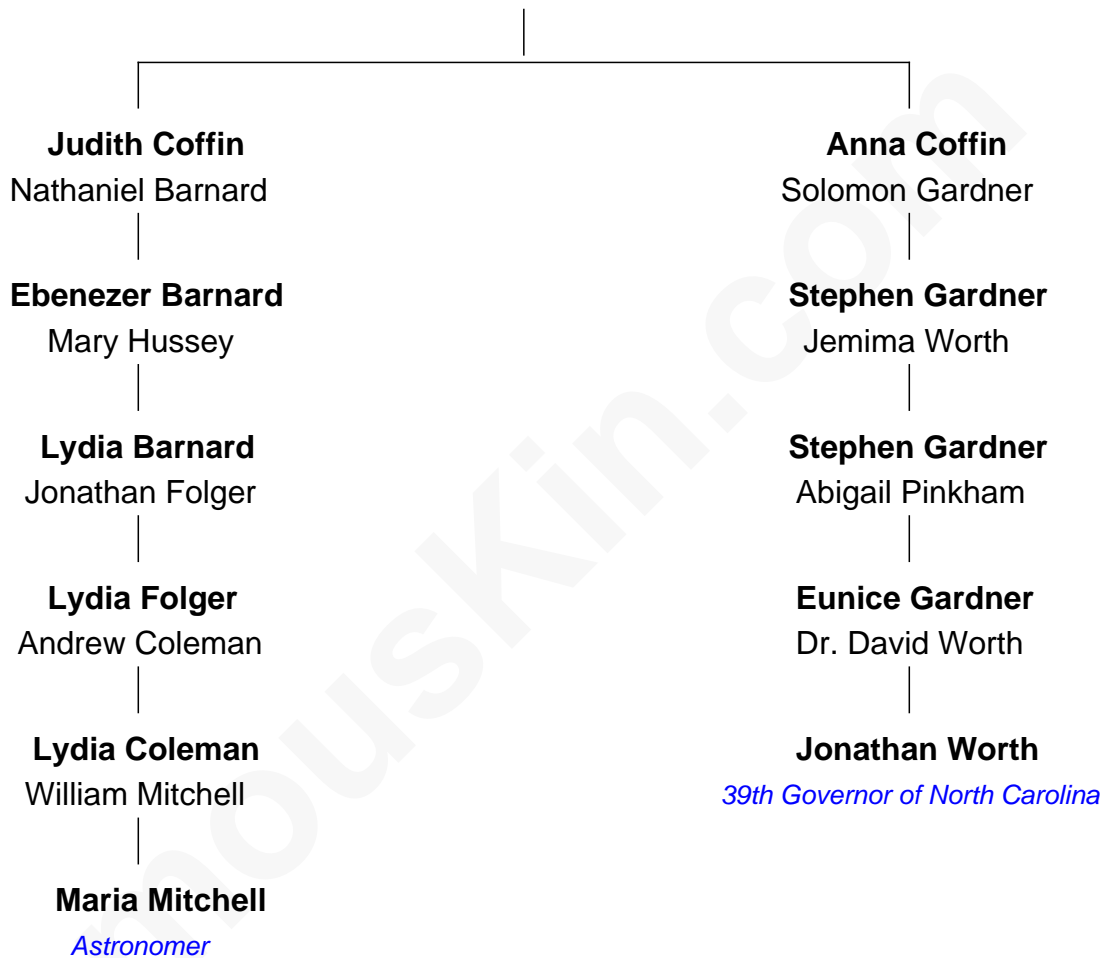 Judith Coffin
Nathaniel Barnard
Ebenezer Barnard
Mary Hussey
Lydia Barnard
Jonathan Folger
Lydia Folger
Andrew Coleman
Lydia Coleman
William Mitchell
Maria Mitchell
Astronomer
Anna Coffin
Solomon Gardner
Stephen Gardner
Jemima Worth
Stephen Gardner
Abigail Pinkham
Eunice Gardner
Dr. David Worth
Jonathan Worth
39th Governor of North Carolina
mousKin.com